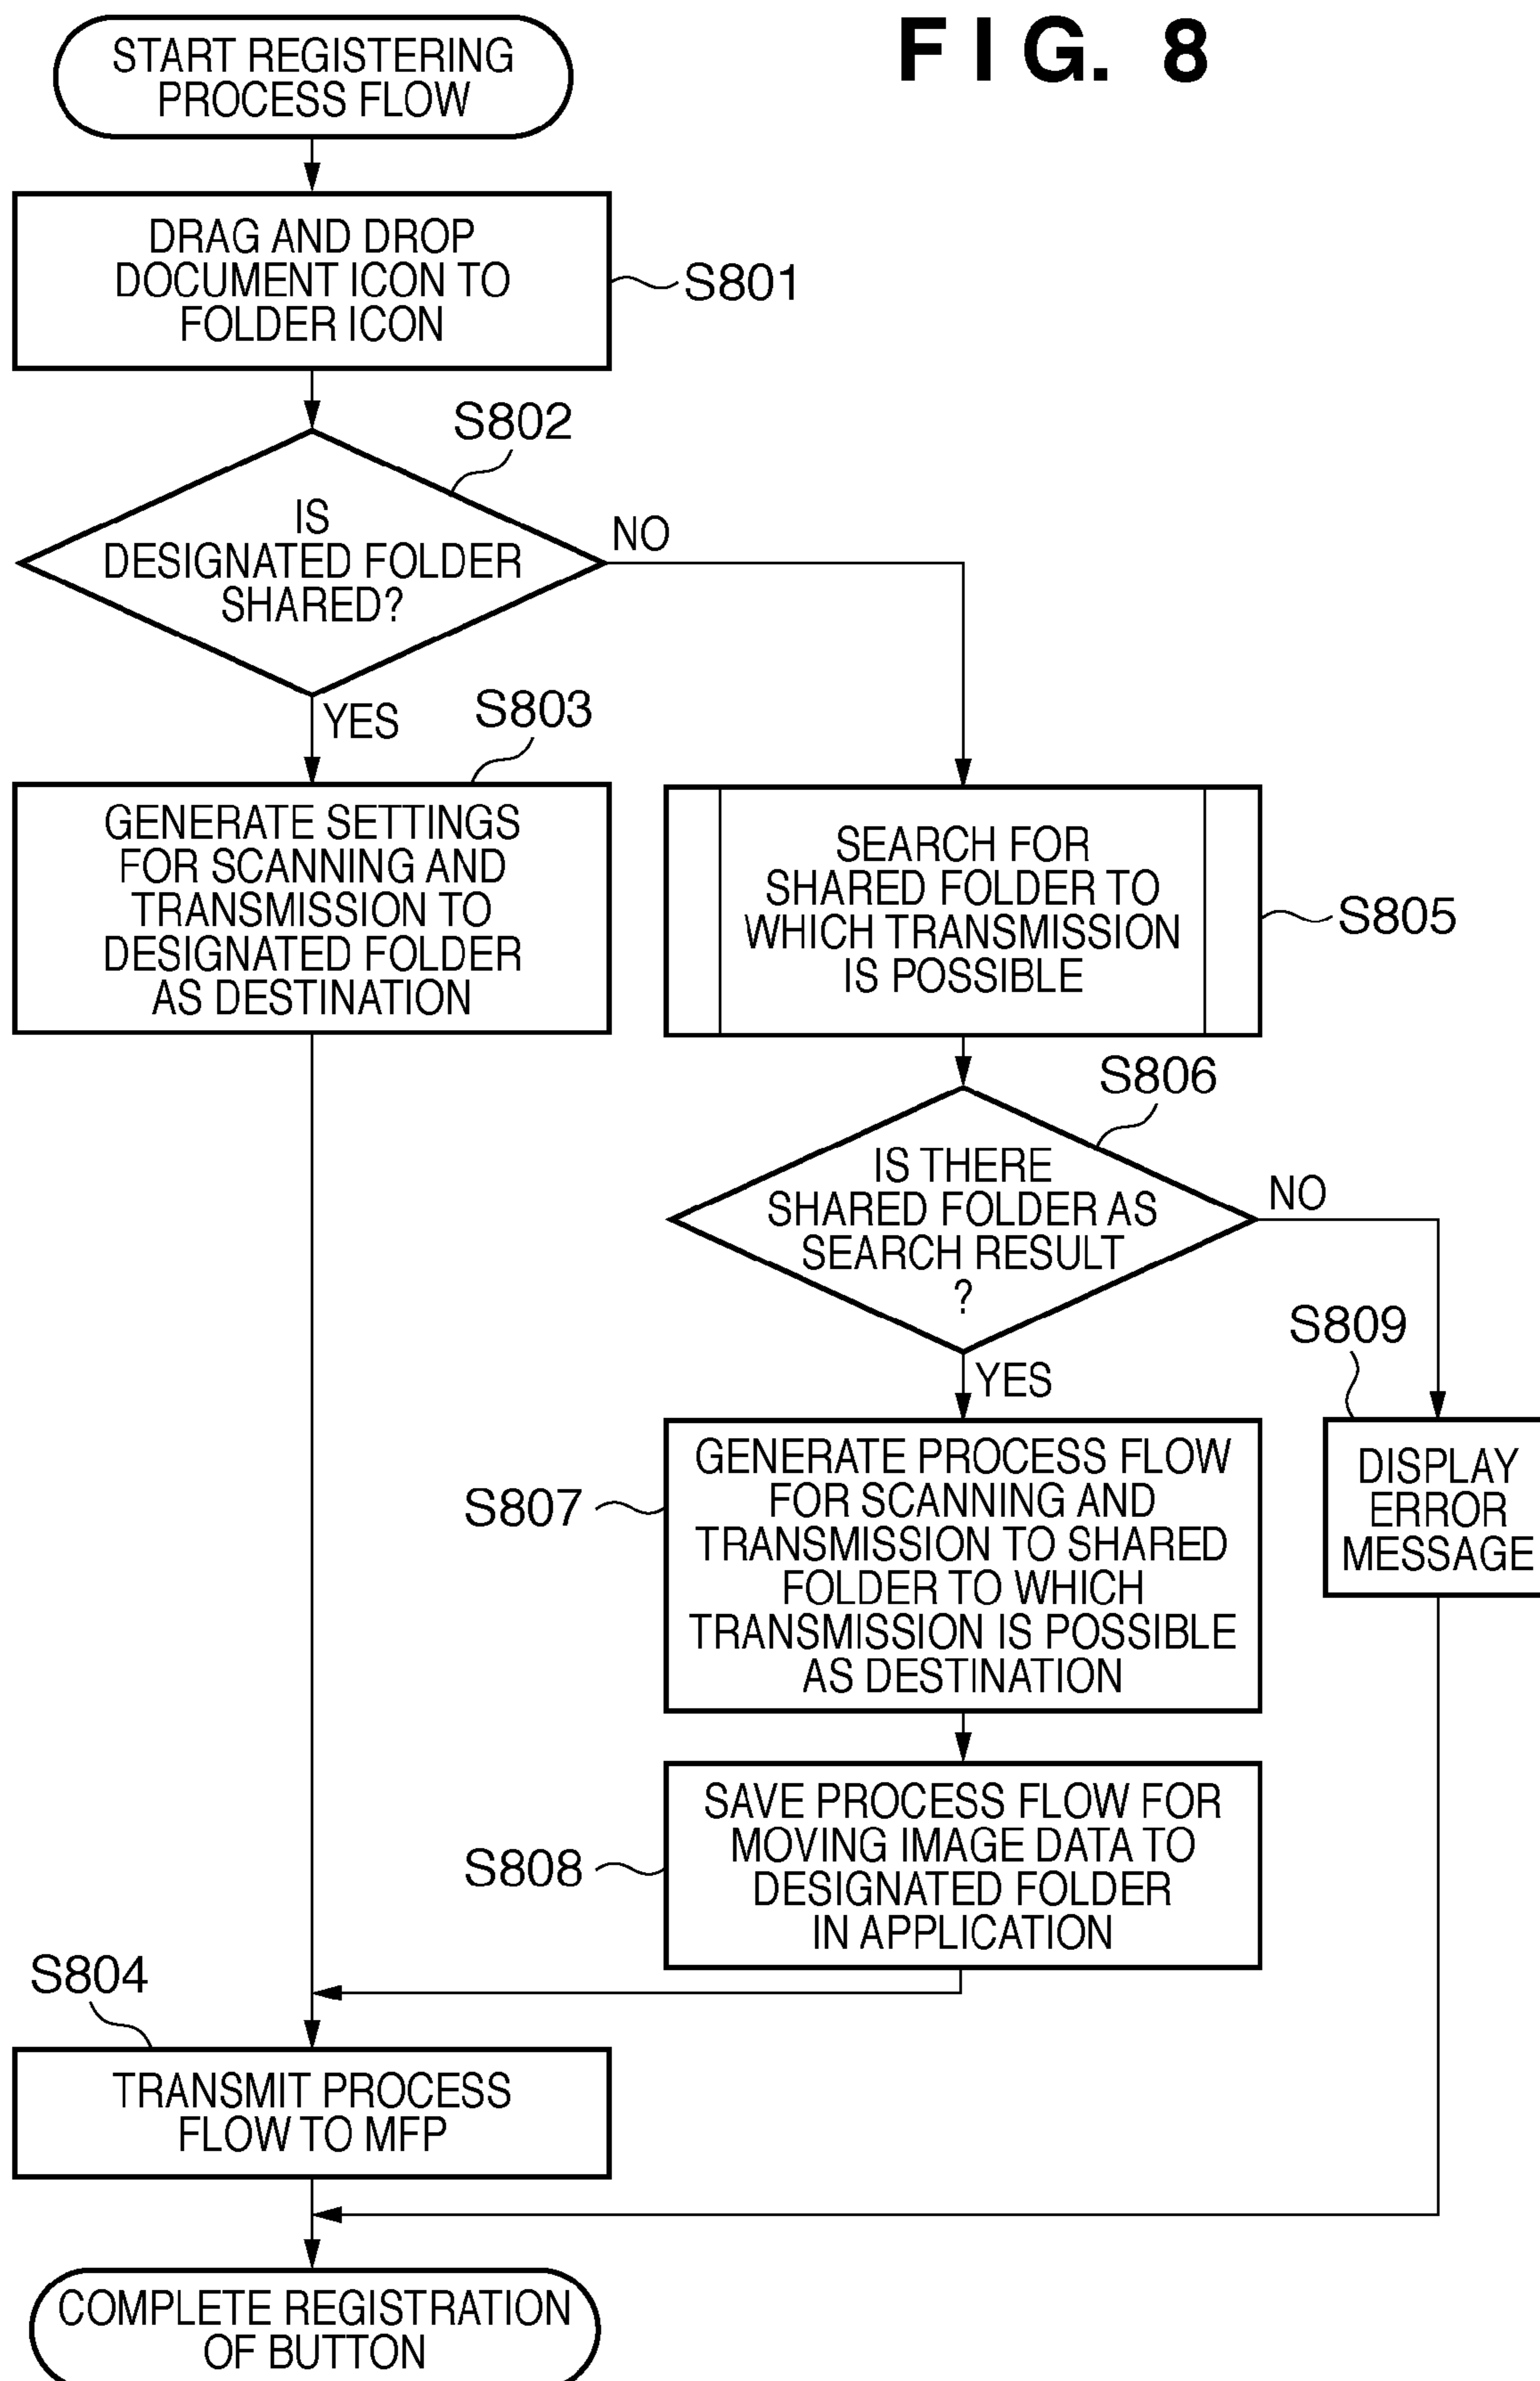 FIG. 8
START REGISTERING
PROCESS FLOW
DRAG AND DROP
DOCUMENT ICON TO
FOLDER ICON
S801
S802
IS
DESIGNATED FOLDER
SHARED?
NO
YES
S803
GENERATE SETTINGS
FOR SCANNING AND
TRANSMISSION TO
DESIGNATED FOLDER
AS DESTINATION
SEARCH FOR
SHARED FOLDER TO
WHICH TRANSMISSION
IS POSSIBLE
S805
S806
IS THERE
SHARED FOLDER AS
SEARCH RESULT
?
NO
YES
S809
DISPLAY
ERROR
MESSAGE
S807
GENERATE PROCESS FLOW
FOR SCANNING AND
TRANSMISSION TO SHARED
FOLDER TO WHICH
TRANSMISSION IS POSSIBLE
AS DESTINATION
S808
SAVE PROCESS FLOW FOR
MOVING IMAGE DATA TO
DESIGNATED FOLDER
IN APPLICATION
S804
TRANSMIT PROCESS
FLOW TO MFP
COMPLETE REGISTRATION
OF BUTTON